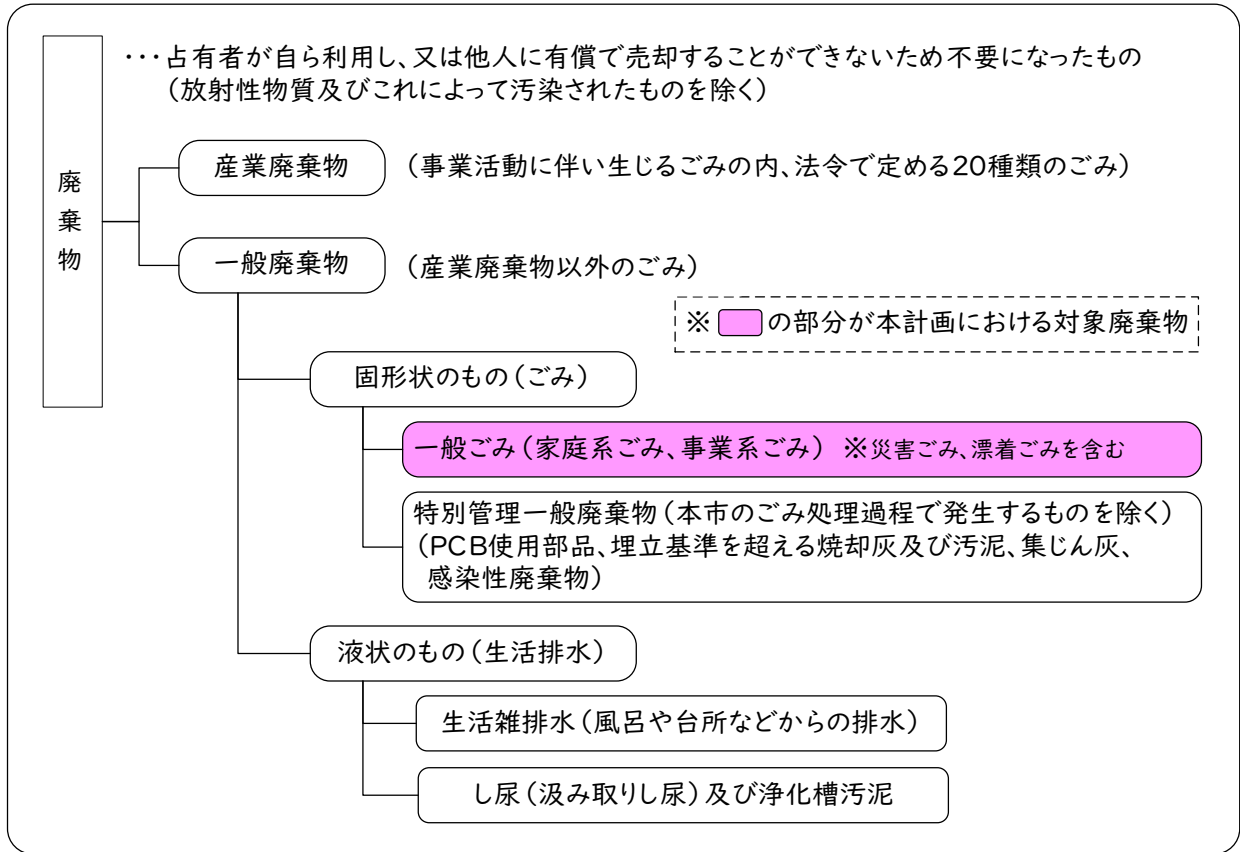 廃棄物
・・・占有者が自ら利用し、又は他人に有償で売却することができないため不要になったもの
（放射性物質及びこれによって汚染されたものを除く）
産業廃棄物 （事業活動に伴い生じるごみの内、法令で定める20種類のごみ）
一般廃棄物 （産業廃棄物以外のごみ）
※ の部分が本計画における対象廃棄物
固形状のもの（ごみ）
一般ごみ（家庭系ごみ、事業系ごみ） ※災害ごみ、漂着ごみを含む
特別管理一般廃棄物（本市のごみ処理過程で発生するものを除く）
（PCB使用部品、埋立基準を超える焼却灰及び汚泥、集じん灰、
感染性廃棄物）
液状のもの（生活排水）
生活雑排水（風呂や台所などからの排水）
し尿（汲み取りし尿）及び浄化槽汚泥